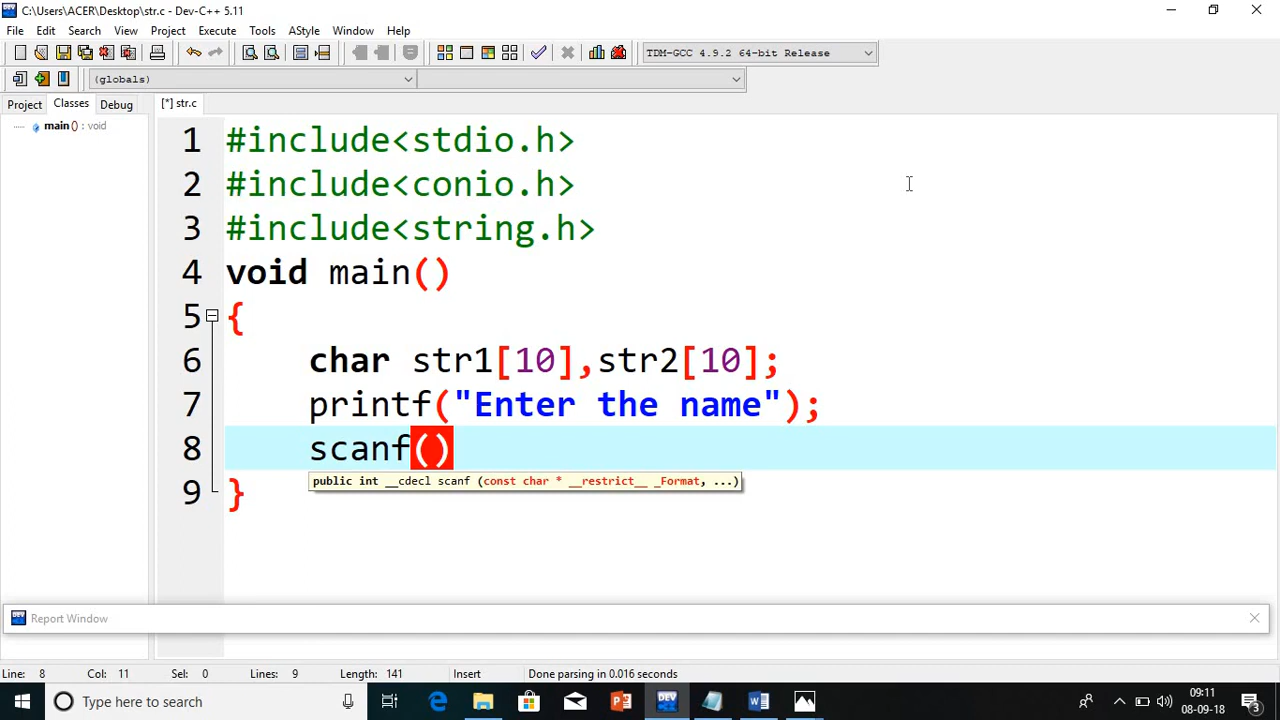 C:\Users\ACER\Desktop\str.c - Dev-C++ 5.11
File Edit Search View Project Execute Tools AStyle Window Help
TDM-GCC 4.9.2 64-bit Release
(globals)
Project Classes Debug [*] str.c
main () : void
1 #include<stdio.h>
2 #include<conio.h>
3 #include<string.h>
4 void main()
5 {
6 char str1[10],str2[10];
7 printf("Enter the name");
8 scanf()
public int __cdecl scanf (const char * __restrict__ _Format, ...)
9 }
Report Window
Line: 8 Col: 11 Sel: 0 Lines: 9 Length: 141 Insert Done parsing in 0.016 seconds
Type here to search
09:11
08-09-18
3